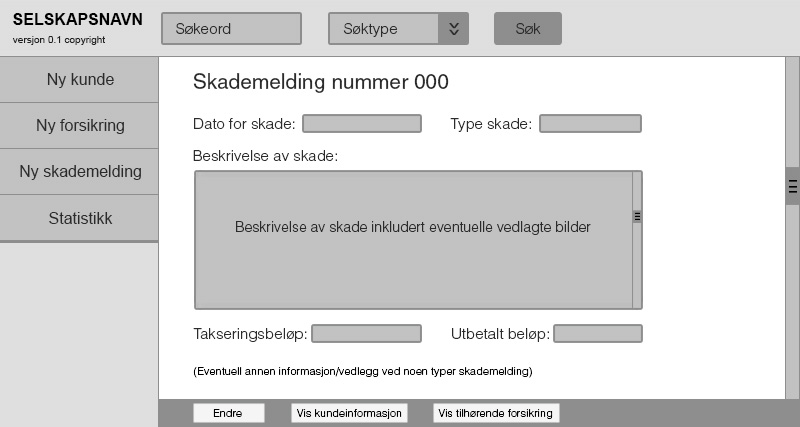 SELSKAPSNAVN
versjon 0.1 copyright
Søkeord
Søktype
Søk
Ny kunde
Ny forsikring
Ny skademelding
Statistikk
Skademelding nummer 000
Dato for skade:
Type skade:
Beskrivelse av skade:
Beskrivelse av skade inkludert eventuelle vedlagte bilder
Takseringsbeløp:
Utbetalt beløp:
(Eventuell annen informasjon/vedlegg ved noen typer skademelding)
Endre
Vis kundeinformasjon
Vis tilhørende forsikring